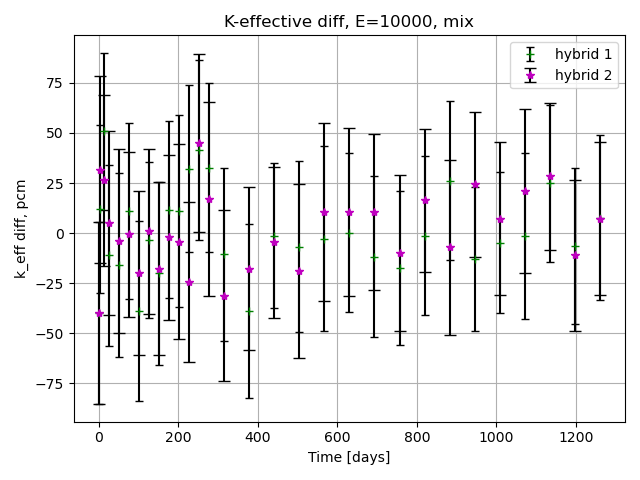 K-effective diff, E=10000, mix
hybrid 1
hybrid 2
k_eff diff, pcm
75
50
25
0
−25
−50
−75
0 200 400 600 800 1000 1200
Time [days]